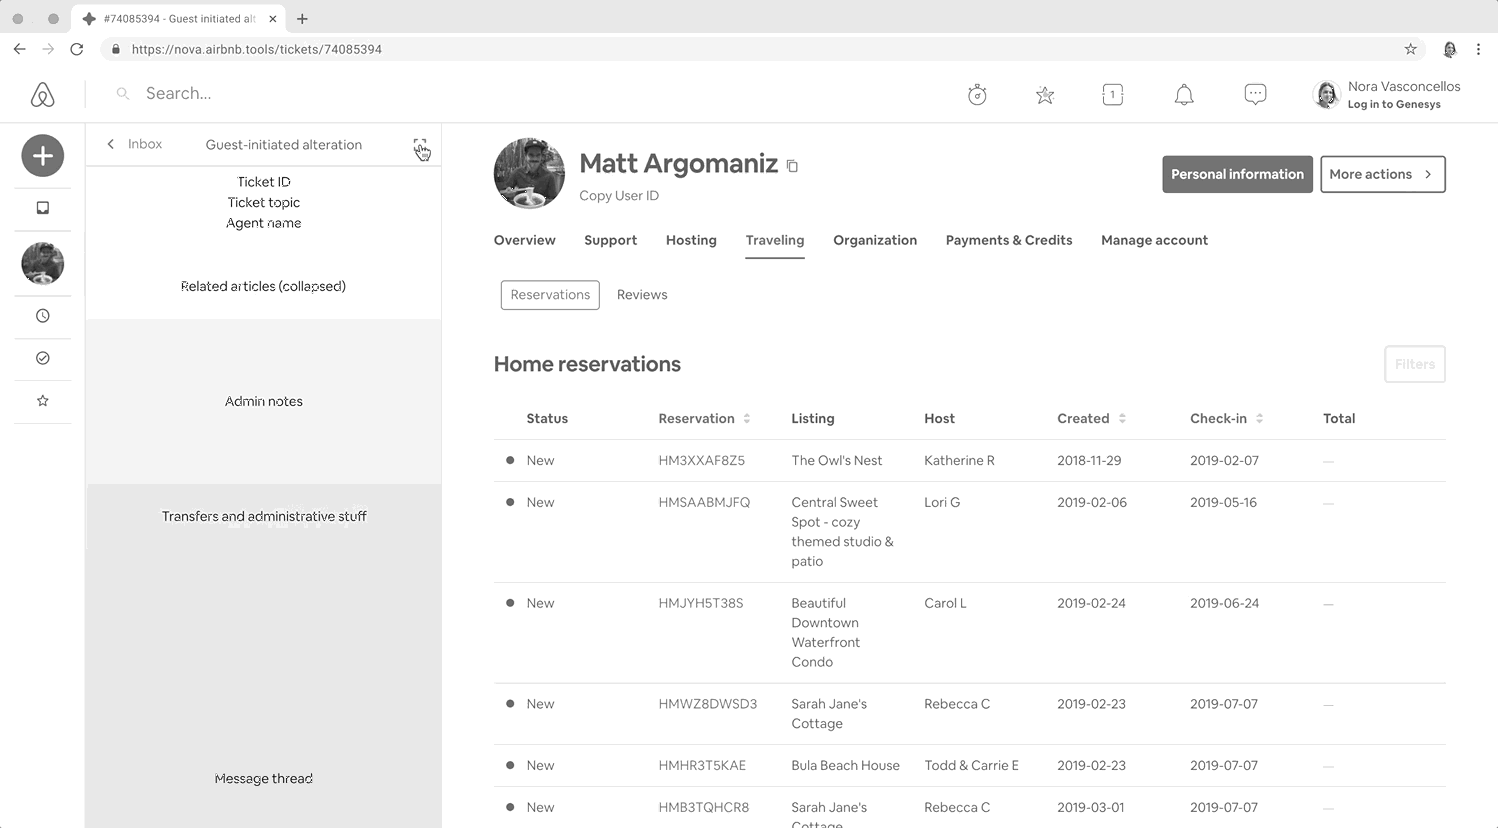 #74085394 - Guest initiated alt
https://nova.airbnb.tools/tickets/74085394
Search...
1
Nora Vasconcellos
Log in to Genesys
Inbox
Guest-initiated alteration
Ticket ID
Ticket topic
Agent name
Related articles (collapsed)
Admin notes
Transfers and administrative stuff
Message thread
Matt Argomaniz
Copy User ID
Personal information
More actions
Overview Support Hosting Traveling Organization Payments & Credits Manage account
Reservations Reviews
Home reservations
Filters
Status Reservation Listing Host Created Check-in Total
New HM3XXAF8Z5 The Owl's Nest Katherine R 2018-11-29 2019-02-07 —
New HMSAABMJFQ Central Sweet Lori G 2019-02-06 2019-05-16 —
Spot - cozy
themed studio &
patio
New HMJYH5T38S Beautiful Carol L 2019-02-24 2019-06-24 —
Downtown
Waterfront
Condo
New HMWZ8DWSD3 Sarah Jane's Rebecca C 2019-02-23 2019-07-07 —
Cottage
New HMHR3T5KAE Bula Beach House Todd & Carrie E 2019-02-23 2019-07-07 —
New HMB3TQHCR8 Sarah Jane's Rebecca C 2019-03-01 2019-07-07 —
Cottage